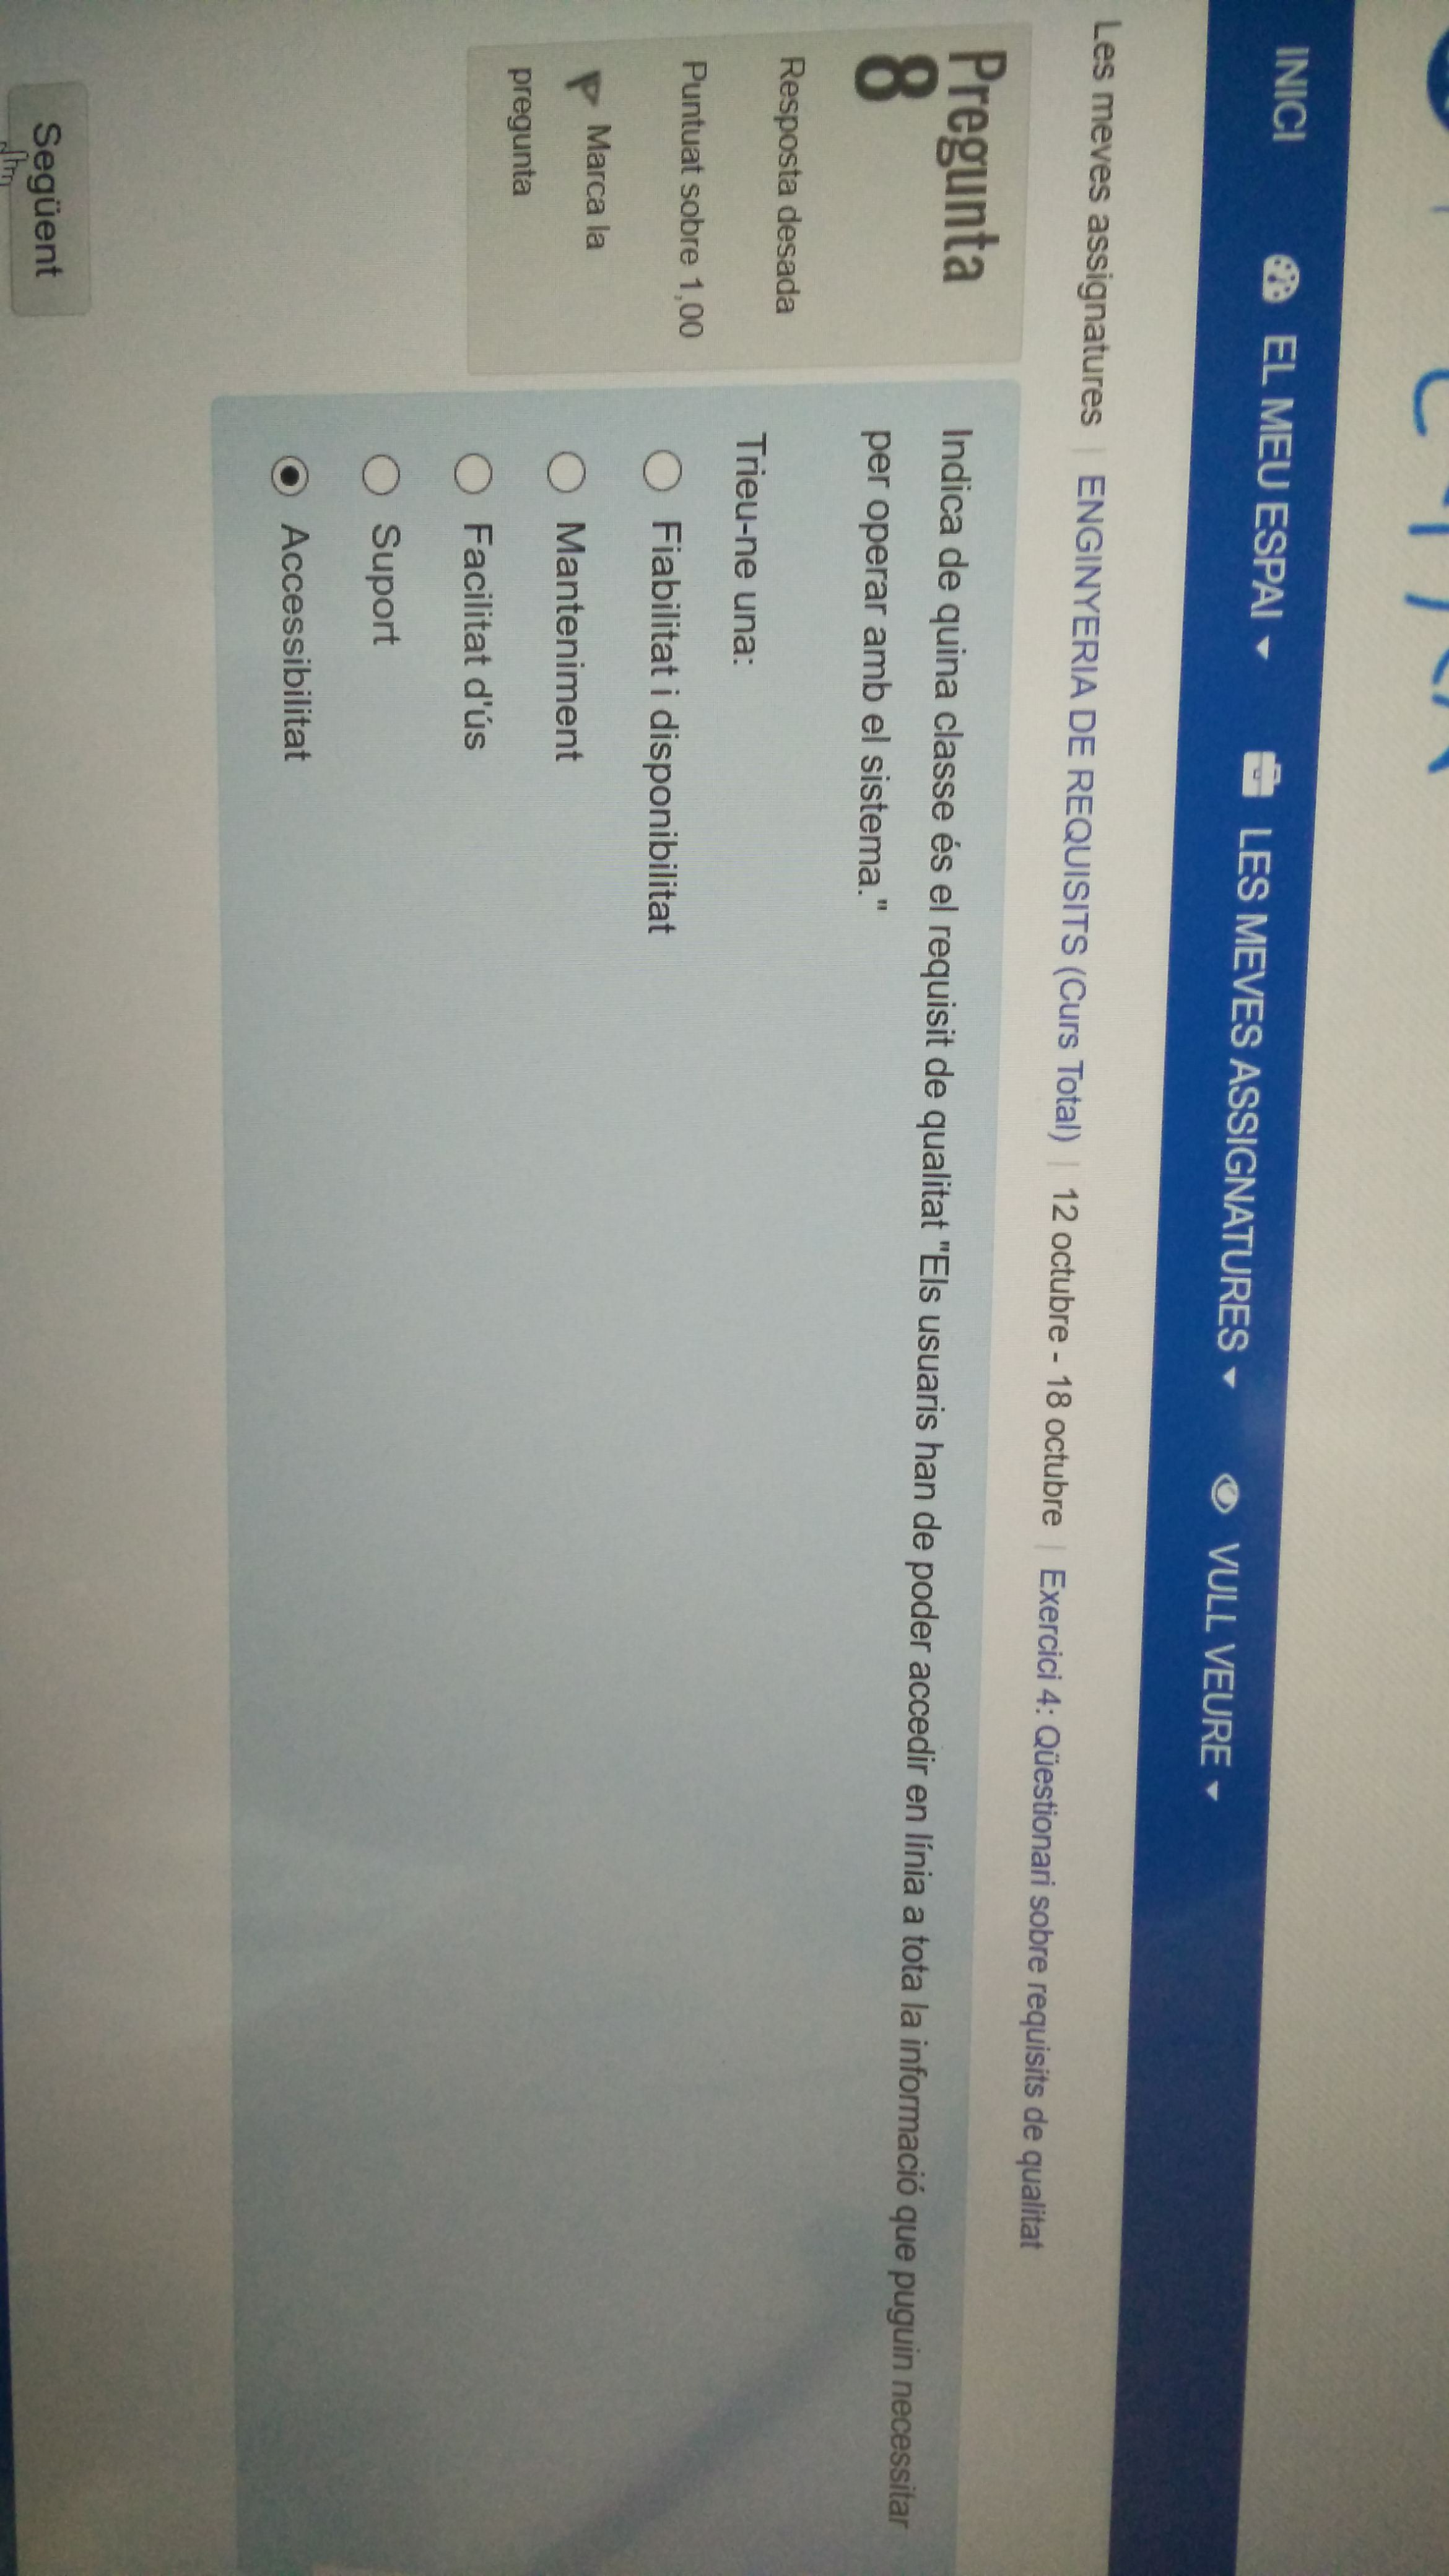 INICI EL MEU ESPAI LES MEVES ASSIGNATURES VULL VEURE
Les meves assignatures | ENGINYERIA DE REQUISITS (Curs Total) | 12 octubre - 18 octubre | Exercici 4: Qüestionari sobre requisits de qualitat
Pregunta
8
Resposta desada
Puntuat sobre 1,00
Marca la
pregunta
Indica de quina classe és el requisit de qualitat "Els usuaris han de poder accedir en línia a tota la informació que puguin necessitar
per operar amb el sistema."
Trieu-ne una:
Fiabilitat i disponibilitat
Manteniment
Facilitat d'ús
Suport
Accessibilitat
Següent